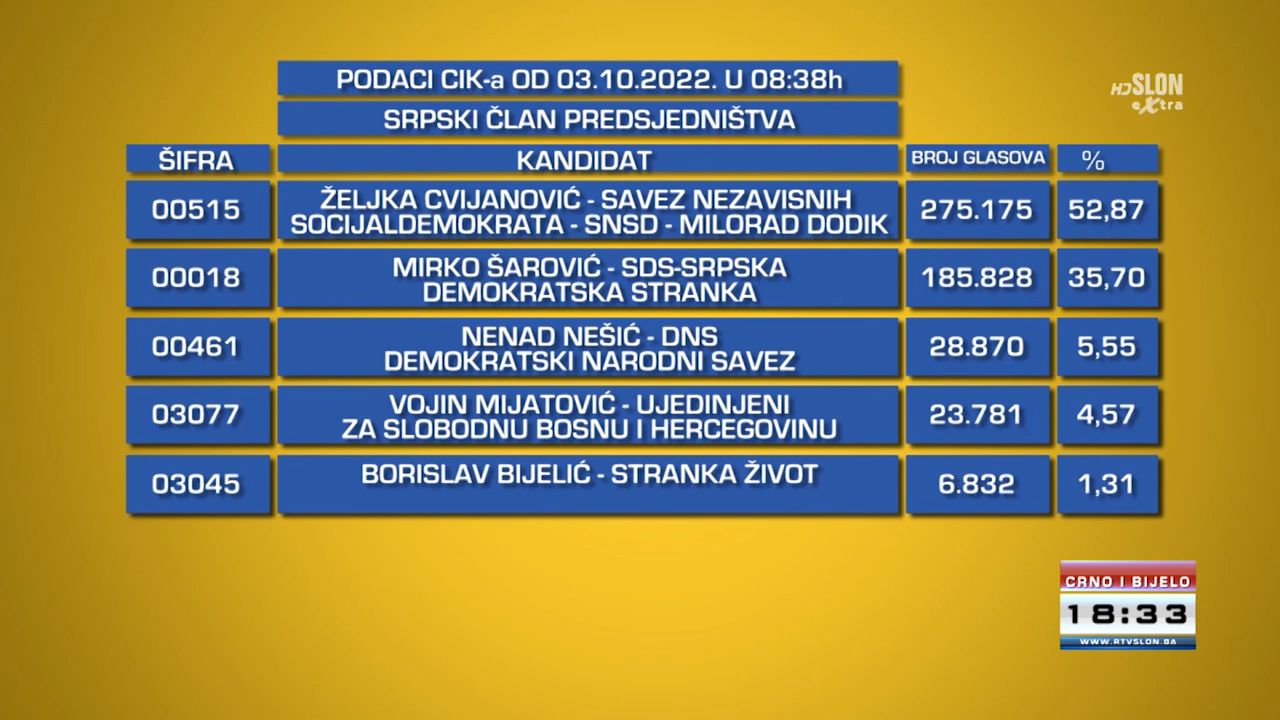 PODACI CIK-a OD 03.10.2022. U 08:38h
HD SLON
eXtra
SRPSKI ČLAN PREDSJEDNIŠTVA
ŠIFRA KANDIDAT BROJ GLASOVA %
00515 ŽELJKA CVIJANOVIĆ - SAVEZ NEZAVISNIH
SOCIJALDEMOKRATA - SNSD - MILORAD DODIK 275.175 52,87
00018 MIRKO ŠAROVIĆ - SDS-SRPSKA
DEMOKRATSKA STRANKA 185.828 35,70
00461 NENAD NEŠIĆ - DNS
DEMOKRATSKI NARODNI SAVEZ 28.870 5,55
03077 VOJIN MIJATOVIĆ - UJEDINJENI
ZA SLOBODNU BOSNU I HERCEGOVINU 23.781 4,57
03045 BORISLAV BIJELIĆ - STRANKA ŽIVOT 6.832 1,31
CRNO I BIJELO
18:33
WWW.RTVSLON.BA